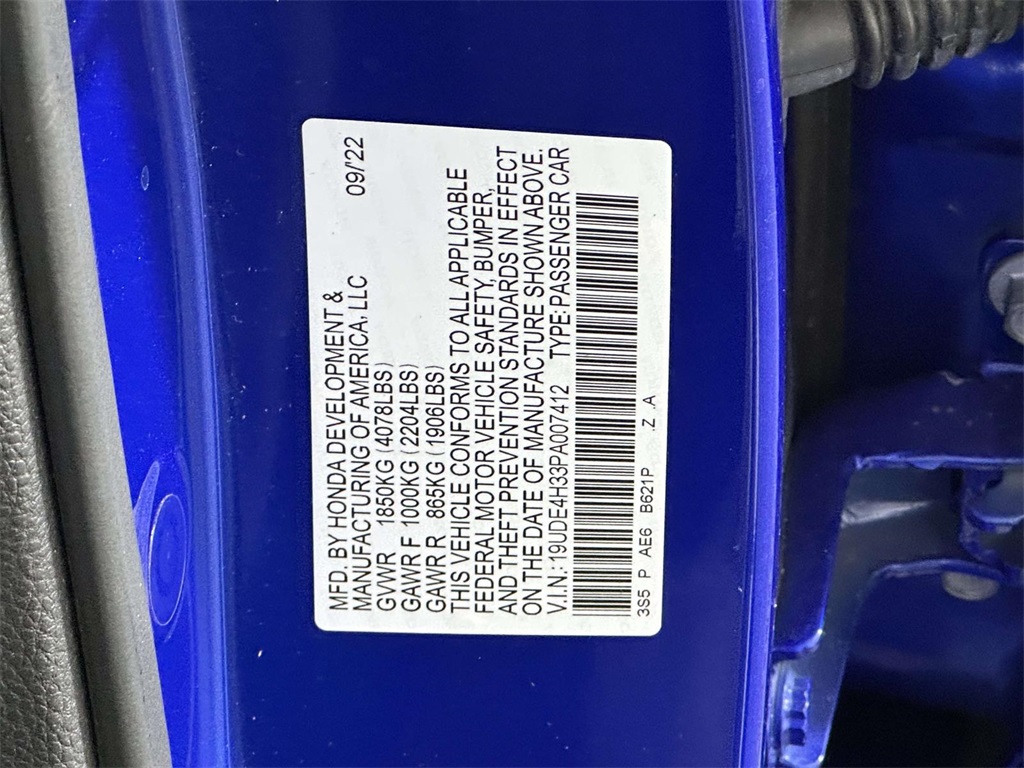 MFD. BY HONDA DEVELOPMENT &
MANUFACTURING OF AMERICA, LLC 09/'22
GVWR 1850KG (4078LBS)
GAWR F 1000KG (2204LBS)
GAWR R 865KG (1906LBS)
THIS VEHICLE CONFORMS TO ALL APPLICABLE
FEDERAL MOTOR VEHICLE SAFETY, BUMPER,
AND THEFT PREVENTION STANDARDS IN EFFECT
ON THE DATE OF MANUFACTURE SHOWN ABOVE.
V.I.N.:19UDE4H33PA007412 TYPE:PASSENGER CAR
3S5 P AE6 B621P .Z .A